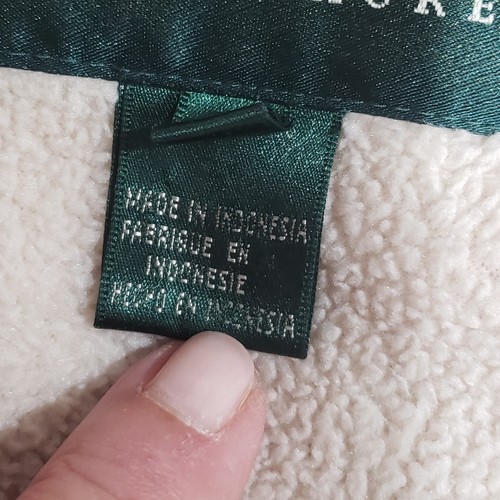 MADE IN INDONESIA
FABRIQUE EN
INDONESIE
HECHO EN INDONESIA